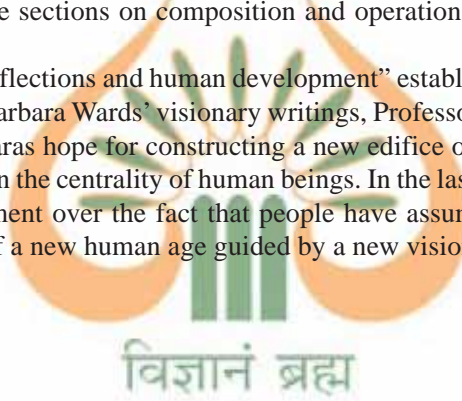 e sections on composition and operation
flections and human development” establ
arbara Wards’ visionary writings, Professo
aras hope for constructing a new edifice o
n the centrality of human beings. In the las
nent over the fact that people have assum
f a new human age guided by a new visio
विज्ञानं ब्रह्म